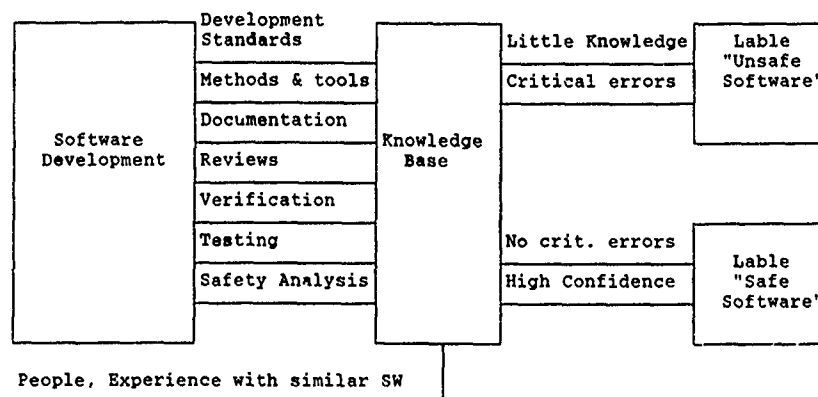 Development
Standards
Methods & tools
Documentation
Reviews
Verification
Testing
Safety Analysis
Software
Development
Knowledge
Base
Little Knowledge
Critical errors
No crit. errors
High Confidence
Lable
"Unsafe
Software"
Lable
"Safe
Software"
People, Experience with similar SW